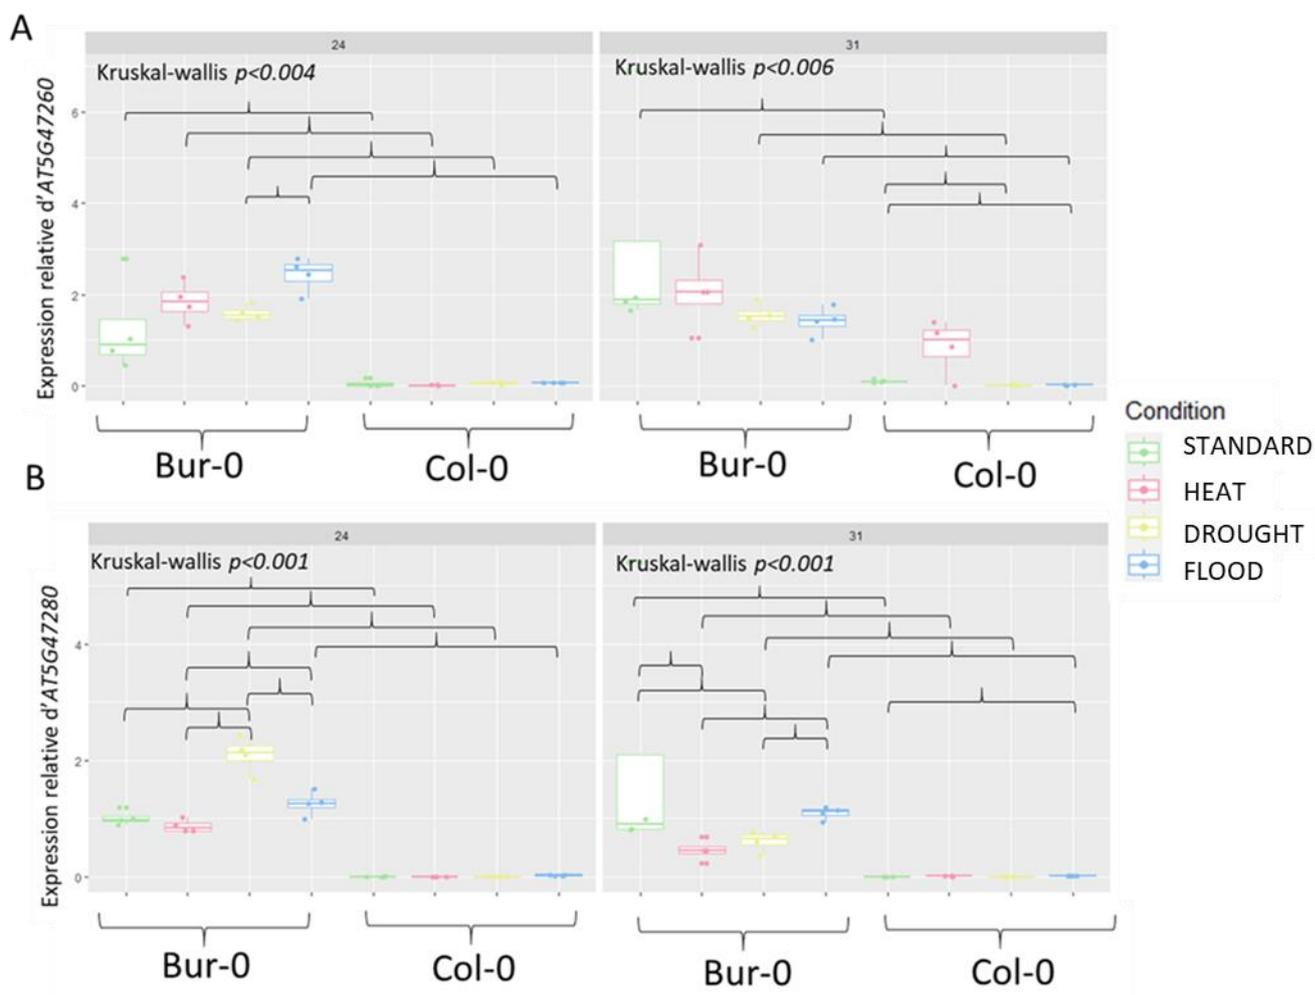 A
24
31
Kruskal-wallis p<0.004
Kruskal-wallis p<0.006
Expression relative d'AT5G47260
6
4
2
0
Bur-0
Col-0
Bur-0
Col-0
Condition
STANDARD
HEAT
DROUGHT
FLOOD
B
24
31
Kruskal-wallis p<0.001
Kruskal-wallis p<0.001
Expression relative d'AT5G47280
4
2
0
Bur-0
Col-0
Bur-0
Col-0